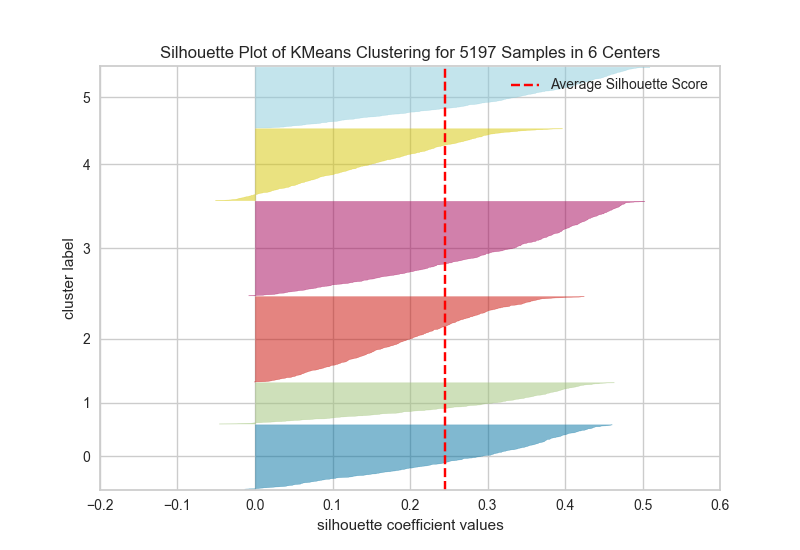 Silhouette Plot of KMeans Clustering for 5197 Samples in 6 Centers
Average Silhouette Score
5
4
3
2
1
0
cluster label
−0.2 −0.1 0.0 0.1 0.2 0.3 0.4 0.5 0.6
silhouette coefficient values